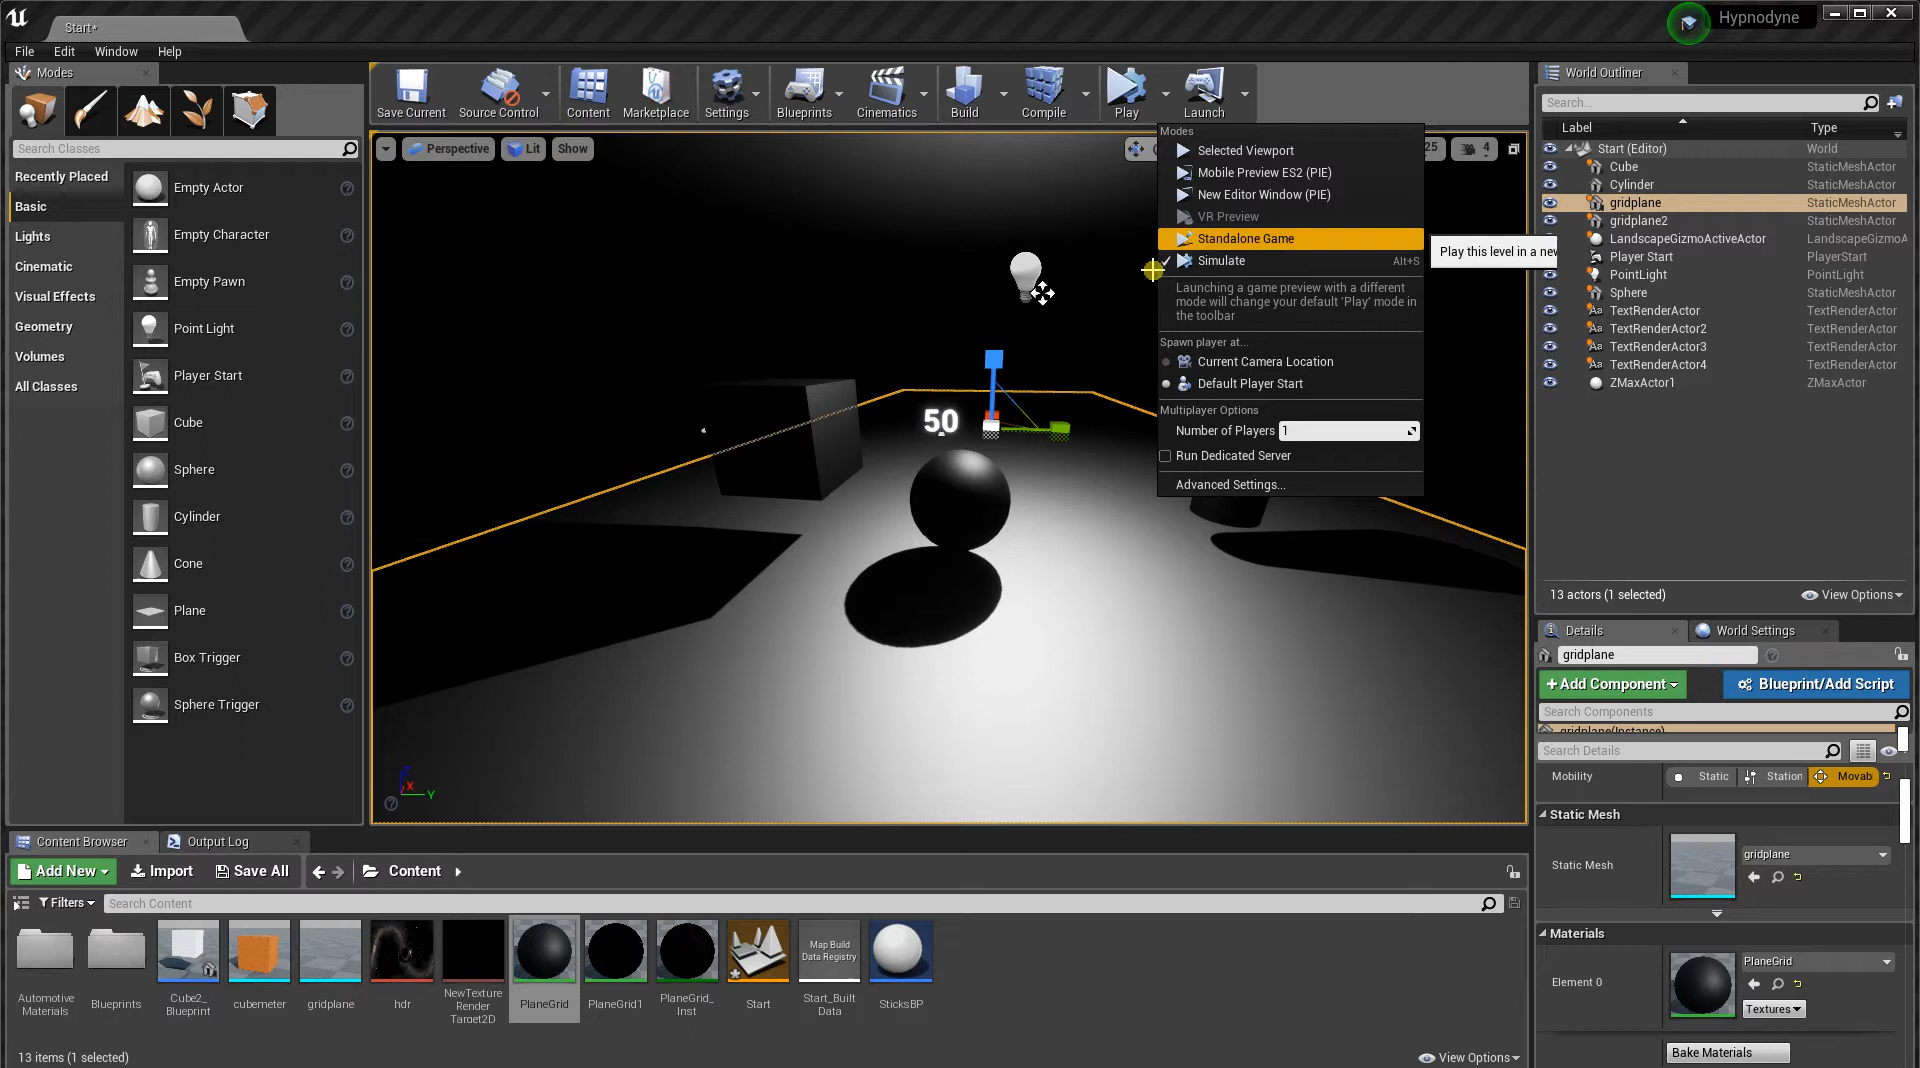 Start*
Hypnodyne
File Edit Window Help
Modes
Search Classes
Recently Placed
Basic
Lights
Cinematic
Visual Effects
Geometry
Volumes
All Classes
Empty Actor
Empty Character
Empty Pawn
Point Light
Player Start
Cube
Sphere
Cylinder
Cone
Plane
Box Trigger
Sphere Trigger
Save Current Source Control Content Marketplace Settings Blueprints Cinematics Build Compile Play Launch
Perspective Lit Show
25 4
50
Z
X
Y
Modes
Selected Viewport
Mobile Preview ES2 (PIE)
New Editor Window (PIE)
VR Preview
Standalone Game
Simulate Alt+S
Launching a game preview with a different
mode will change your default 'Play' mode in
the toolbar
Spawn player at...
Current Camera Location
Default Player Start
Multiplayer Options
Number of Players 1
Run Dedicated Server
Advanced Settings...
Play this level in a new
World Outliner
Search...
Label Type
Start (Editor) World
Cube StaticMeshActor
Cylinder StaticMeshActor
gridplane StaticMeshActor
gridplane2 StaticMeshActor
LandscapeGizmoActiveActor LandscapeGizmoA
Player Start PlayerStart
PointLight PointLight
Sphere StaticMeshActor
TextRenderActor TextRenderActor
TextRenderActor2 TextRenderActor
TextRenderActor3 TextRenderActor
TextRenderActor4 TextRenderActor
ZMaxActor1 ZMaxActor
13 actors (1 selected) View Options
Details World Settings
gridplane
+Add Component Blueprint/Add Script
Search Components
gridplane(Instance)
Search Details
Mobility Static Station Movab
Static Mesh
Static Mesh gridplane
Materials
Element 0 PlaneGrid
Textures
Bake Materials
Content Browser Output Log
Add New Import Save All Content
Filters Search Content
Automotive
Materials
Blueprints
Cube2_
Blueprint
cubemeter
gridplane
hdr
NewTexture
Render
Target2D
PlaneGrid
PlaneGrid1
PlaneGrid_
Inst
Start
Map Build
Data Registry
Start_Built
Data
SticksBP
13 items (1 selected) View Options